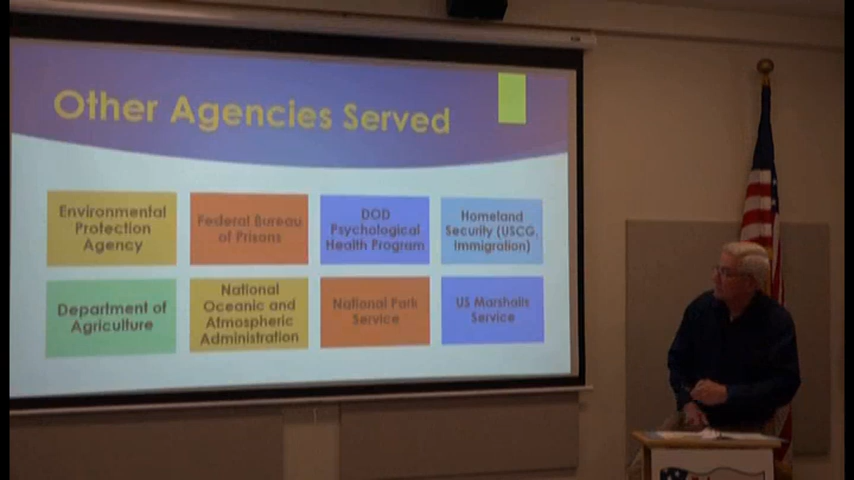 Other Agencies Served
Environmental
Protection
Agency
Federal Bureau
of Prisons
DOD
Psychological
Health Program
Homeland
Security (USCG,
Immigration)
Department of
Agriculture
National
Oceanic and
Atmospheric
Administration
National Park
Service
US Marshalls
Service